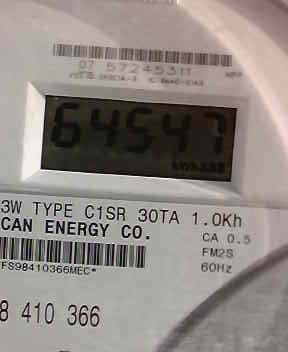 07 57245311
64547
3W TYPE C1SR 30TA 1.0Kh
CAN ENERGY CO.
CA 0.5
FM2S
60Hz
FS98410366MEC*
8 410 366